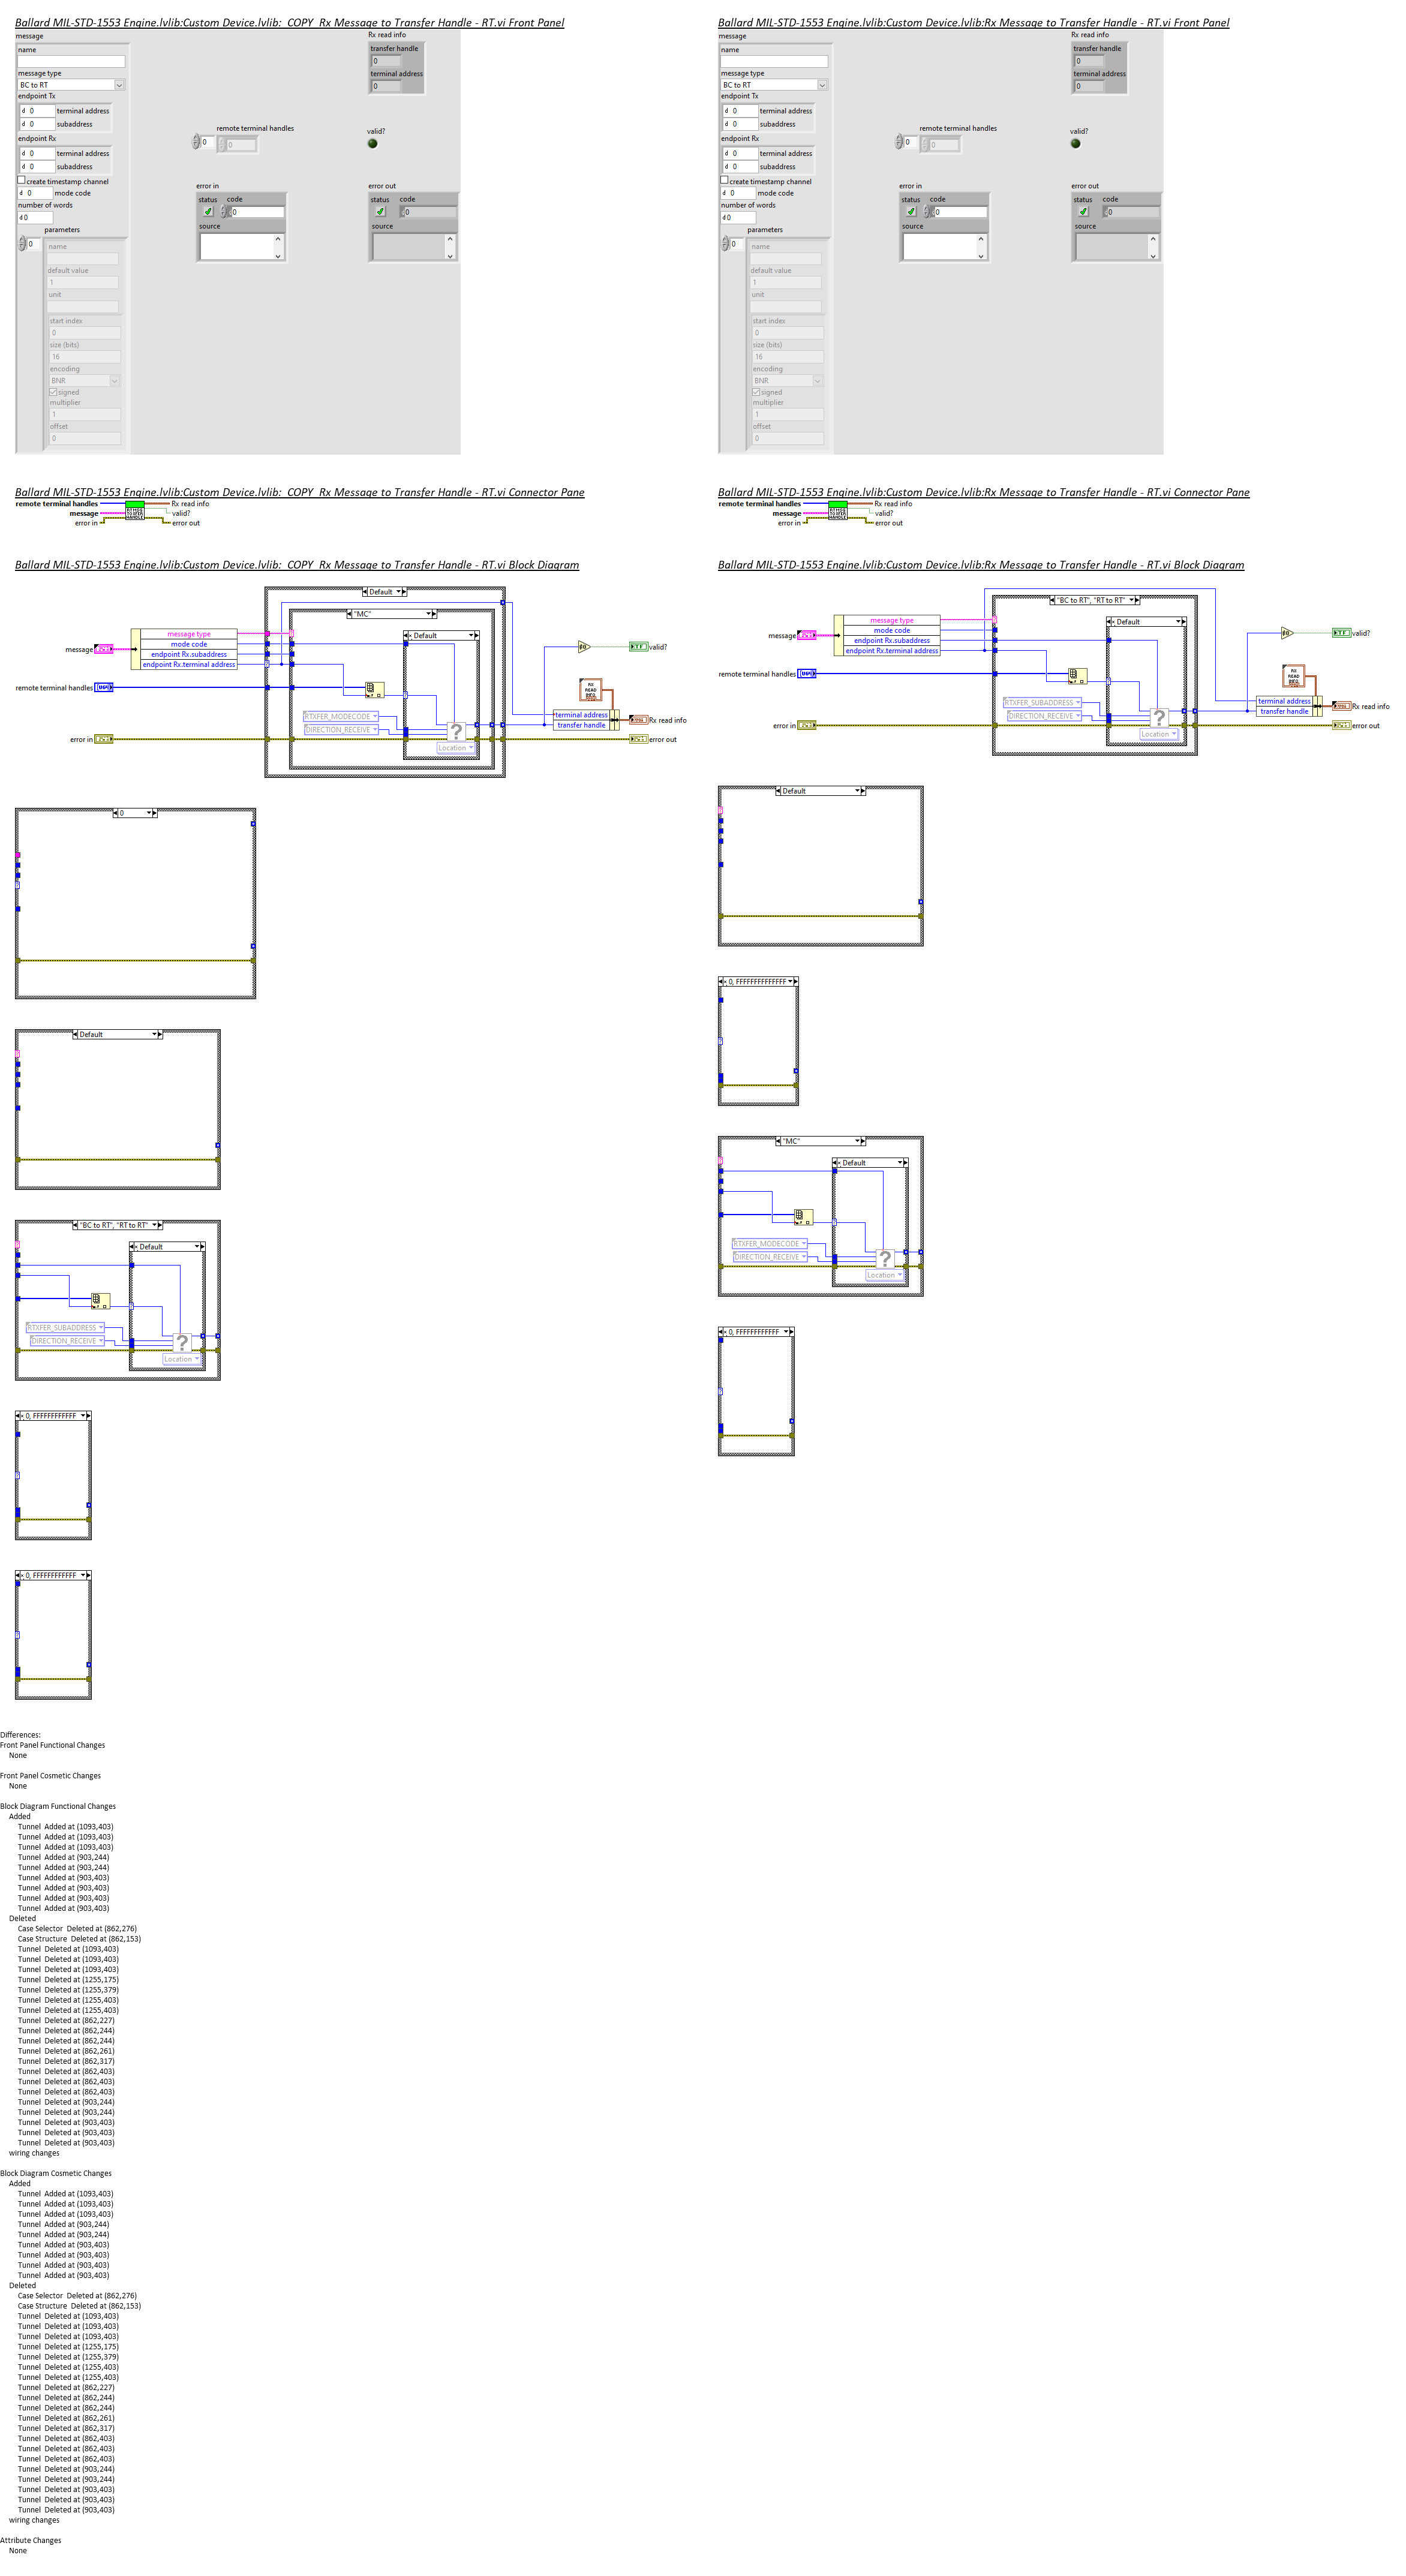 Ballard MIL-STD-1553 Engine.lvlib:Custom Device.lvlib:_COPY_Rx Message to Transfer Handle - RT.vi Front Panel
message
name
message type
BC to RT
endpoint Tx
d 0 terminal address
d 0 subaddress
endpoint Rx
d 0 terminal address
d 0 subaddress
create timestamp channel
d 0 mode code
number of words
d 0
parameters
0
name
default value
1
unit
start index
0
size (bits)
16
encoding
BNR
signed
multiplier
1
offset
0
remote terminal handles
0 0
error in
status code
0
source
Rx read info
transfer handle
0
terminal address
0
valid?
error out
status code
0
source
Ballard MIL-STD-1553 Engine.lvlib:Custom Device.lvlib:Rx Message to Transfer Handle - RT.vi Front Panel
message
name
message type
BC to RT
endpoint Tx
d 0 terminal address
d 0 subaddress
endpoint Rx
d 0 terminal address
d 0 subaddress
create timestamp channel
d 0 mode code
number of words
d 0
parameters
0
name
default value
1
unit
start index
0
size (bits)
16
encoding
BNR
signed
multiplier
1
offset
0
remote terminal handles
0 0
error in
status code
0
source
Rx read info
transfer handle
0
terminal address
0
valid?
error out
status code
0
source
Ballard MIL-STD-1553 Engine.lvlib:Custom Device.lvlib:_COPY_Rx Message to Transfer Handle - RT.vi Connector Pane
remote terminal handles Rx read info
message valid?
error in error out
Ballard MIL-STD-1553 Engine.lvlib:Custom Device.lvlib:Rx Message to Transfer Handle - RT.vi Connector Pane
remote terminal handles Rx read info
message valid?
error in error out
Ballard MIL-STD-1553 Engine.lvlib:Custom Device.lvlib:_COPY_Rx Message to Transfer Handle - RT.vi Block Diagram
Default
"MC"
Default
message
message type
mode code
endpoint Rx.subaddress
endpoint Rx.terminal address
remote terminal handles
RTXFER_MODECODE
DIRECTION_RECEIVE
Location
error in
valid?
RX READ INFO
terminal address
transfer handle
Rx read info
error out
0
Default
"BC to RT", "RT to RT"
Default
RTXFER_SUBADDRESS
DIRECTION_RECEIVE
Location
0, FFFFFFFFFFFF
0, FFFFFFFFFFFF
Ballard MIL-STD-1553 Engine.lvlib:Custom Device.lvlib:Rx Message to Transfer Handle - RT.vi Block Diagram
"BC to RT", "RT to RT"
Default
message
message type
mode code
endpoint Rx.subaddress
endpoint Rx.terminal address
remote terminal handles
RTXFER_SUBADDRESS
DIRECTION_RECEIVE
Location
error in
valid?
RX READ INFO
terminal address
transfer handle
Rx read info
error out
Default
0, FFFFFFFFFFFFFF
"MC"
Default
RTXFER_MODECODE
DIRECTION_RECEIVE
Location
0, FFFFFFFFFFFF
Differences:
Front Panel Functional Changes
None
Front Panel Cosmetic Changes
None
Block Diagram Functional Changes
Added
Tunnel Added at (1093,403)
Tunnel Added at (1093,403)
Tunnel Added at (1093,403)
Tunnel Added at (903,244)
Tunnel Added at (903,244)
Tunnel Added at (903,403)
Tunnel Added at (903,403)
Tunnel Added at (903,403)
Tunnel Added at (903,403)
Deleted
Case Selector Deleted at (862,276)
Case Structure Deleted at (862,153)
Tunnel Deleted at (1093,403)
Tunnel Deleted at (1093,403)
Tunnel Deleted at (1093,403)
Tunnel Deleted at (1255,175)
Tunnel Deleted at (1255,379)
Tunnel Deleted at (1255,403)
Tunnel Deleted at (1255,403)
Tunnel Deleted at (862,227)
Tunnel Deleted at (862,244)
Tunnel Deleted at (862,244)
Tunnel Deleted at (862,261)
Tunnel Deleted at (862,317)
Tunnel Deleted at (862,403)
Tunnel Deleted at (862,403)
Tunnel Deleted at (862,403)
Tunnel Deleted at (903,244)
Tunnel Deleted at (903,244)
Tunnel Deleted at (903,403)
Tunnel Deleted at (903,403)
Tunnel Deleted at (903,403)
wiring changes
Block Diagram Cosmetic Changes
Added
Tunnel Added at (1093,403)
Tunnel Added at (1093,403)
Tunnel Added at (1093,403)
Tunnel Added at (903,244)
Tunnel Added at (903,244)
Tunnel Added at (903,403)
Tunnel Added at (903,403)
Tunnel Added at (903,403)
Tunnel Added at (903,403)
Deleted
Case Selector Deleted at (862,276)
Case Structure Deleted at (862,153)
Tunnel Deleted at (1093,403)
Tunnel Deleted at (1093,403)
Tunnel Deleted at (1093,403)
Tunnel Deleted at (1255,175)
Tunnel Deleted at (1255,379)
Tunnel Deleted at (1255,403)
Tunnel Deleted at (1255,403)
Tunnel Deleted at (862,227)
Tunnel Deleted at (862,244)
Tunnel Deleted at (862,244)
Tunnel Deleted at (862,261)
Tunnel Deleted at (862,317)
Tunnel Deleted at (862,403)
Tunnel Deleted at (862,403)
Tunnel Deleted at (862,403)
Tunnel Deleted at (903,244)
Tunnel Deleted at (903,244)
Tunnel Deleted at (903,403)
Tunnel Deleted at (903,403)
Tunnel Deleted at (903,403)
wiring changes
Attribute Changes
None